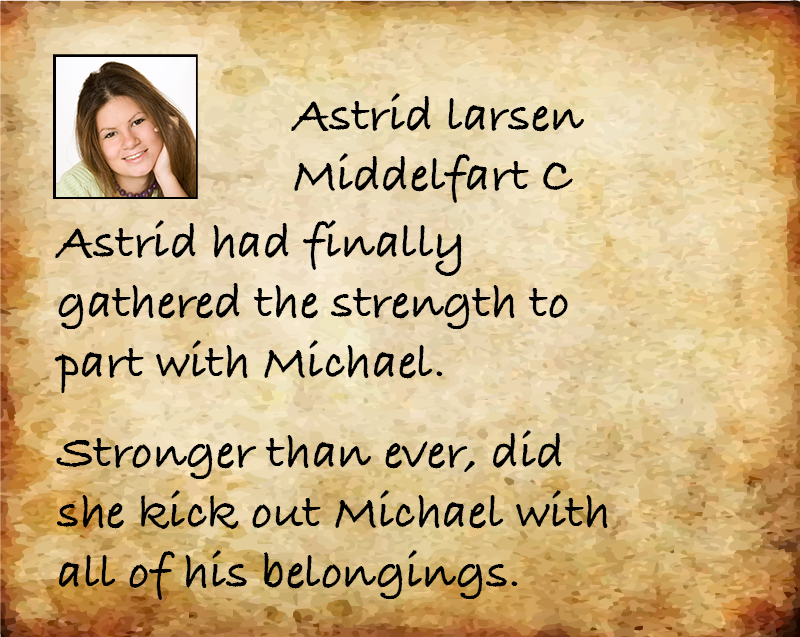 Astrid larsen
Middelfart C
Astrid had finally
gathered the strength to
part with Michael.
Stronger than ever, did
she kick out Michael with
all of his belongings.